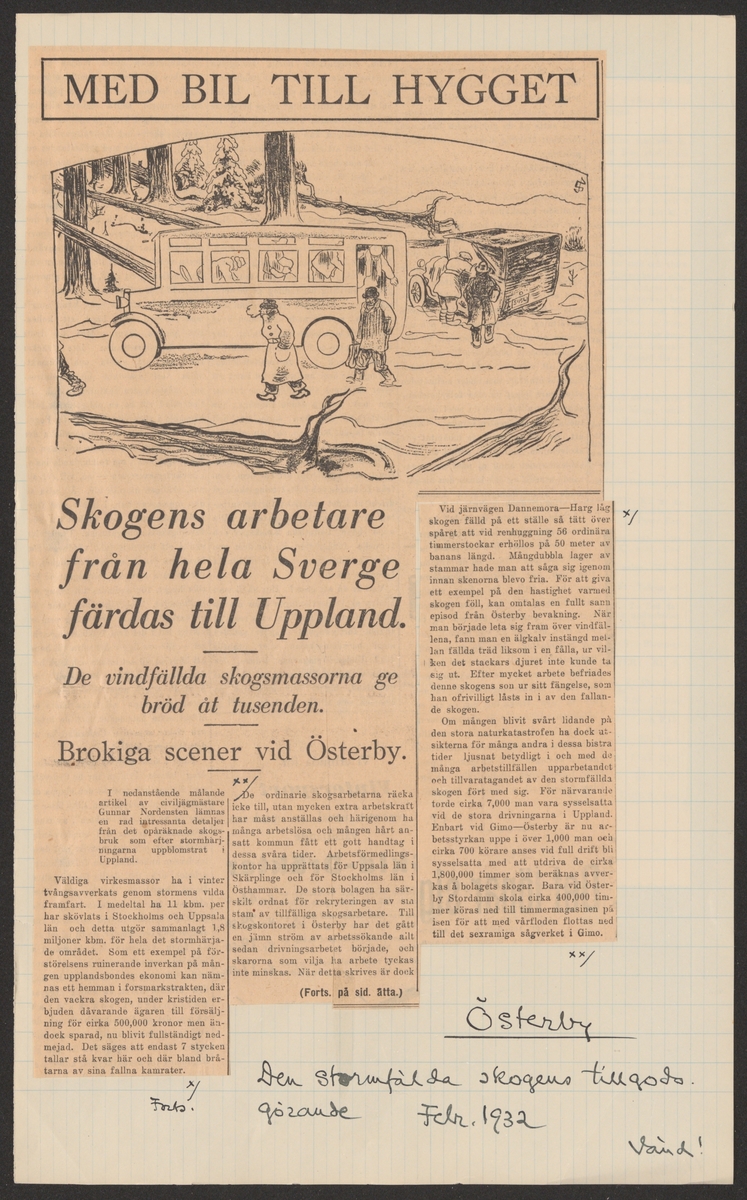 MED BIL TILL HYGGET
Skogens arbetare
från hela Sverge
färdas till Uppland.
De vindfällda skogsmassorna ge
bröd åt tusenden.
Brokiga scener vid Österby.
I nedanstående målande
artikel av civiljägmästare
Gunnar Nordensten lämnas
en rad intressanta detaljer
från det oparäknade skogs-
bruk som efter stormhärj-
ningarna uppblomstrat i
Uppland.
Väldiga virkesmassor ha i vinter
tvångsavverkats genom stormens vilda
framfart. I medeltal ha 11 kbm. per
har skövlats i Stockholms och Uppsala
län och detta utgör sammanlagt 1,8
miljoner kbm. för hela det stormhärja-
de området. Som ett exempel på för-
störelsens ruinerande inverkan på mån-
gen upplandsbondes ekonomi kan näm-
nas ett hemman i forsmarkstrakten, där
den vackra skogen, under kristiden er-
bjuden dåvarande ägaren till försälj-
ning för cirka 500,000 kronor men än-
dock sparad, nu blivit fullständigt ned-
mejad. Det säges att endast 7 stycken
tallar stå kvar här och där bland brå-
tarna av sina fallna kamrater.
x/
Forts.
xx/
De ordinarie skogsarbetarna räcka
icke till, utan mycken extra arbetskraft
har måst anställas och härigenom ha
många arbetslösa och mången hårt an-
satt kommun fått ett gott handtag i
dessa svåra tider. Arbetsförmedlings-
kontor ha upprättats för Uppsala län i
Skärplinge och för Stockholms län i
Östhammar. De stora bolagen ha sär-
skilt ordnat för rekryteringen av sin
stam av tillfälliga skogsarbetare. Till
skogskontoret i Österby har det gått
en jämn ström av arbetssökande allt
sedan drivningsarbetet började, och
skarorna som vilja ha arbete tyckas
inte minskas. När detta skrives är dock
(Forts. på sid. åtta.)
Vid järnvägen Dannemora—Harg låg
skogen fälld på ett ställe så tätt över
spåret att vid renhuggning 56 ordinära
timmerstockar erhöllos på 50 meter av
banans längd. Mångdubbla lager av
stammar hade man att såga sig igenom
innan skenorna blevo fria. För att giva
ett exempel på den hastighet varmed
skogen föll, kan omtalas en fullt sann
episod från Österby bevakning. När
man började leta sig fram över vindfäl-
lena, fann man en älgkalv instängd mel-
lan fällda träd liksom i en fålla, ur vil-
ken det stackars djuret inte kunde ta
sig ut. Efter mycket arbete befriades
denne skogens son ur sitt fängelse, som
han ofrivilligt låsts in i av den fallan-
de skogen.
Om mången blivit svårt lidande på
den stora naturkatastrofen ha dock ut-
sikterna för många andra i dessa bistra
tider ljusnat betydligt i och med de
många arbetstillfällen upparbetandet
och tillvaratagandet av den stormfällda
skogen fört med sig. För närvarande
torde cirka 7,000 man vara sysselsatta
vid de stora drivningarna i Uppland.
Enbart vid Gimo—Österby är nu ar-
betsstyrkan uppe i över 1,000 man och
cirka 700 körare anses vid full drift bli
sysselsatta med att utdriva de cirka
1,800,000 timmer som beräknas avver-
kas å bolagets skogar. Bara vid Öster-
by Stordamm skola cirka 400,000 tim-
mer köras ned till timmermagasinen på
isen för att med vårfloden flottas ned
till det sexramiga sågverket i Gimo.
x/
xx/
Österby
Den stormfällda skogens tillgodo-
görande Febr. 1932
Vänd!